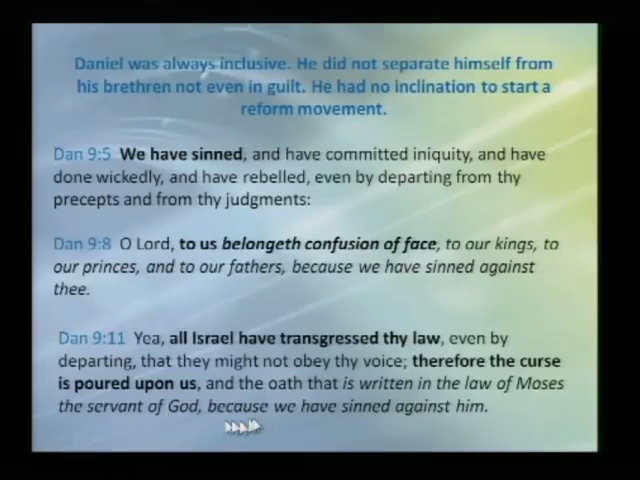 Daniel was always inclusive. He did not separate himself from
his brethren not even in guilt. He had no inclination to start a
reform movement.
Dan 9:5 We have sinned, and have committed iniquity, and have
done wickedly, and have rebelled, even by departing from thy
precepts and from thy judgments:
Dan 9:8 O Lord, to us belongeth confusion of face, to our kings, to
our princes, and to our fathers, because we have sinned against
thee.
Dan 9:11 Yea, all Israel have transgressed thy law, even by
departing, that they might not obey thy voice; therefore the curse
is poured upon us, and the oath that is written in the law of Moses
the servant of God, because we have sinned against him.